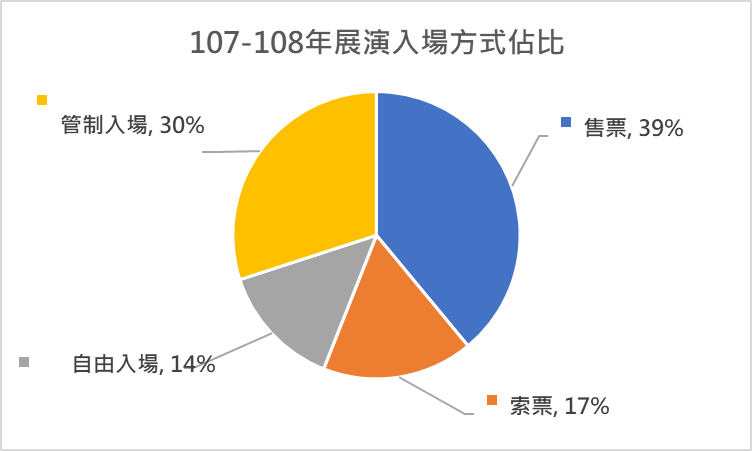 107-108年展演入場方式佔比
管制入場, 30%
售票, 39%
自由入場, 14%
索票, 17%